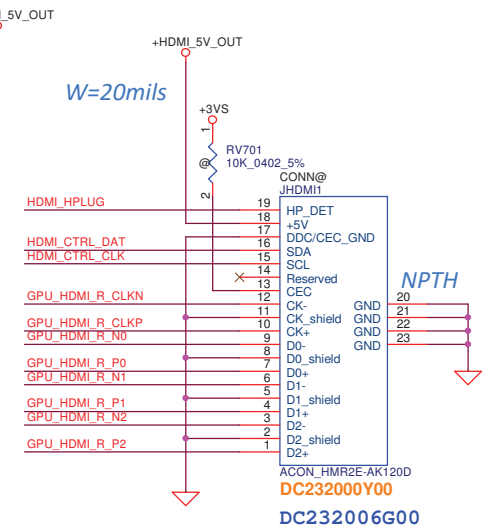 I_5V_OUT
+HDMI_5V_OUT
W=20mils
+3VS
1
@
RV701
10K_0402_5%
2
CONN@
JHDMI1
HDMI_HPLUG 19 HP_DET
18 +5V
17 DDC/CEC_GND
HDMI_CTRL_DAT 16 SDA
HDMI_CTRL_CLK 15 SCL
14 Reserved
13 CEC
GPU_HDMI_R_CLKN 12 CK-
11 CK_shield
GPU_HDMI_R_CLKP 10 CK+
GPU_HDMI_R_N0 9 D0-
8 D0_shield
GPU_HDMI_R_P0 7 D0+
GPU_HDMI_R_N1 6 D1-
5 D1_shield
GPU_HDMI_R_P1 4 D1+
GPU_HDMI_R_N2 3 D2-
2 D2_shield
GPU_HDMI_R_P2 1 D2+
NPTH
GND 20
GND 21
GND 22
GND 23
ACON_HMR2E-AK120D
DC232000Y00
DC232006G00